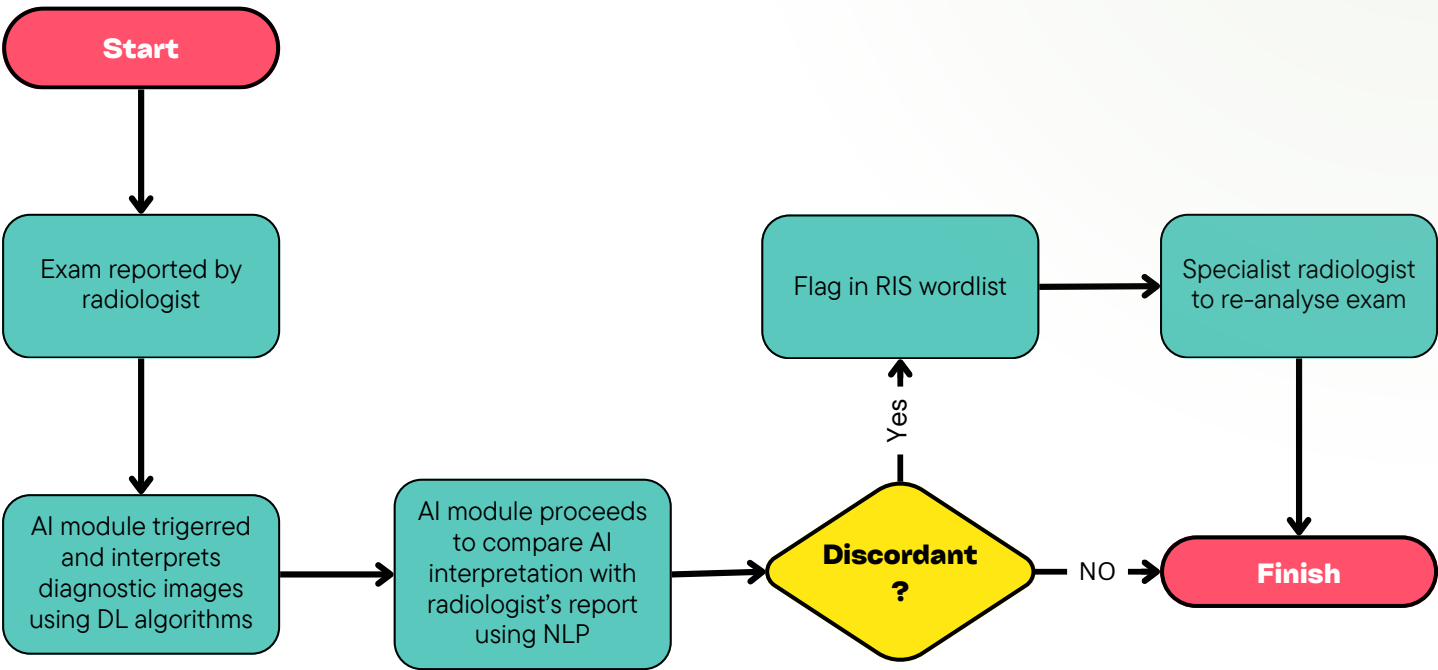 Start
Exam reported by
radiologist
AI module trigerred
and interprets
diagnostic images
using DL algorithms
AI module proceeds
to compare AI
interpretation with
radiologist's report
using NLP
Discordant
?
Yes
Flag in RIS wordlist
Specialist radiologist
to re-analyse exam
NO
Finish